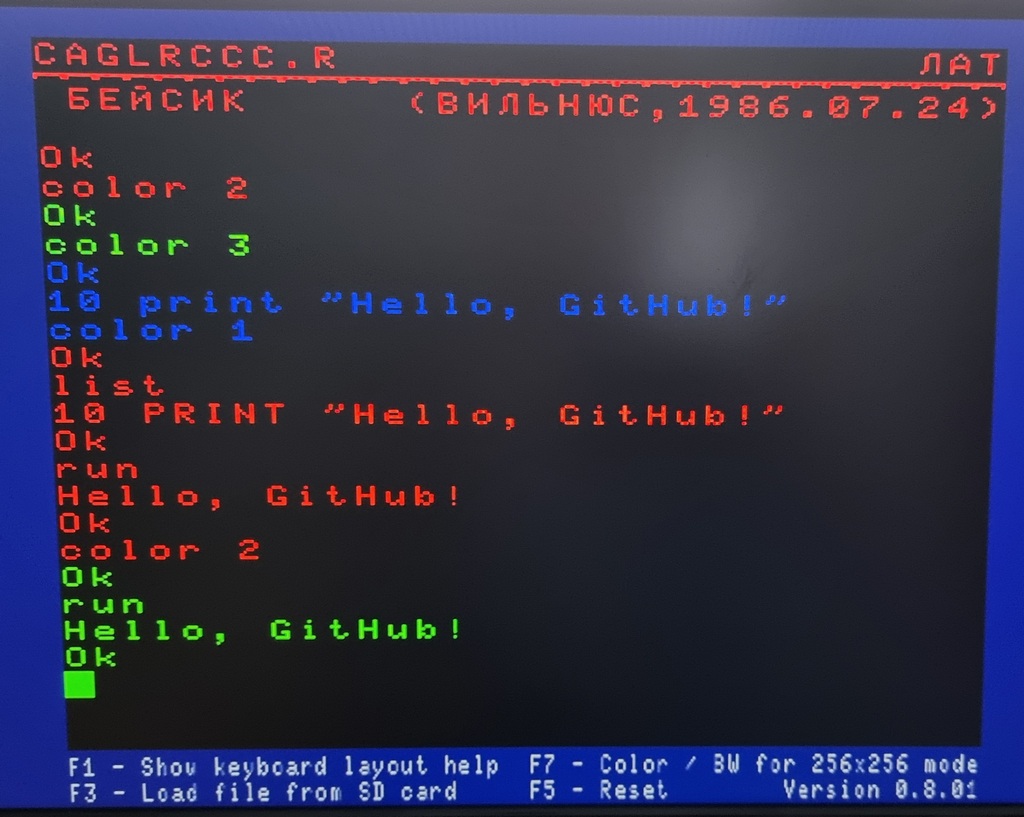 CAGLRCCC.R ЛАТ
БЕЙСИК (ВИЛЬНЮС,1986.07.24)
Ok
color 2
Ok
color 3
Ok
10 print "Hello, GitHub!"
color 1
Ok
list
10 PRINT "Hello, GitHub!"
Ok
run
Hello, GitHub!
Ok
color 2
Ok
run
Hello, GitHub!
Ok
F1 - Show keyboard layout help F7 - Color / BW for 256x256 mode
F3 - Load file from SD card F5 - Reset Version 0.8.01